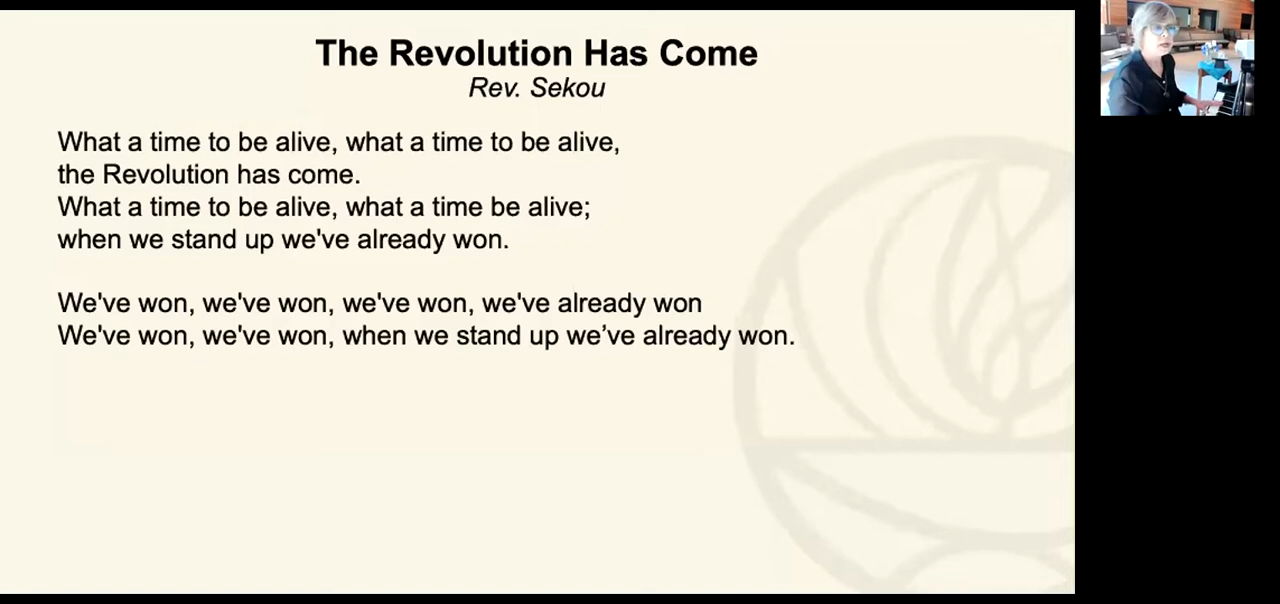 The Revolution Has Come
Rev. Sekou
What a time to be alive, what a time to be alive,
the Revolution has come.
What a time to be alive, what a time be alive;
when we stand up we've already won.
We've won, we've won, we've won, we've already won
We've won, we've won, when we stand up we’ve already won.